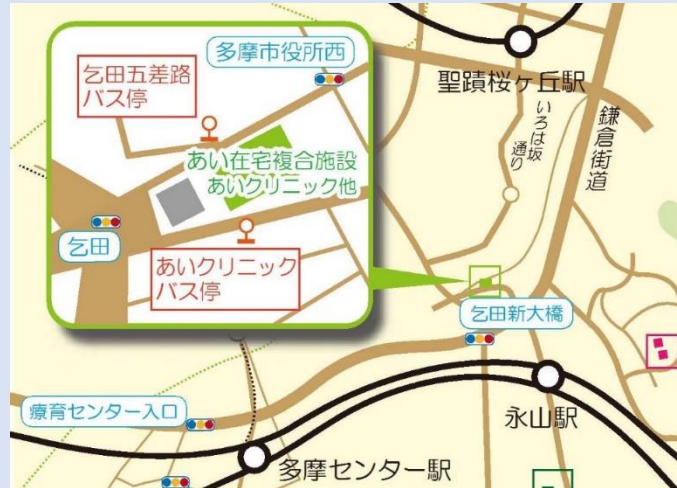 多摩市役所西
乞田五差路
バス停
あい在宅複合施設
あいクリニック他
乞田
あいクリニック
バス停
聖蹟桜ヶ丘駅
いろは坂
通り
鎌倉街道
乞田新大橋
永山駅
療育センター入口
多摩センター駅